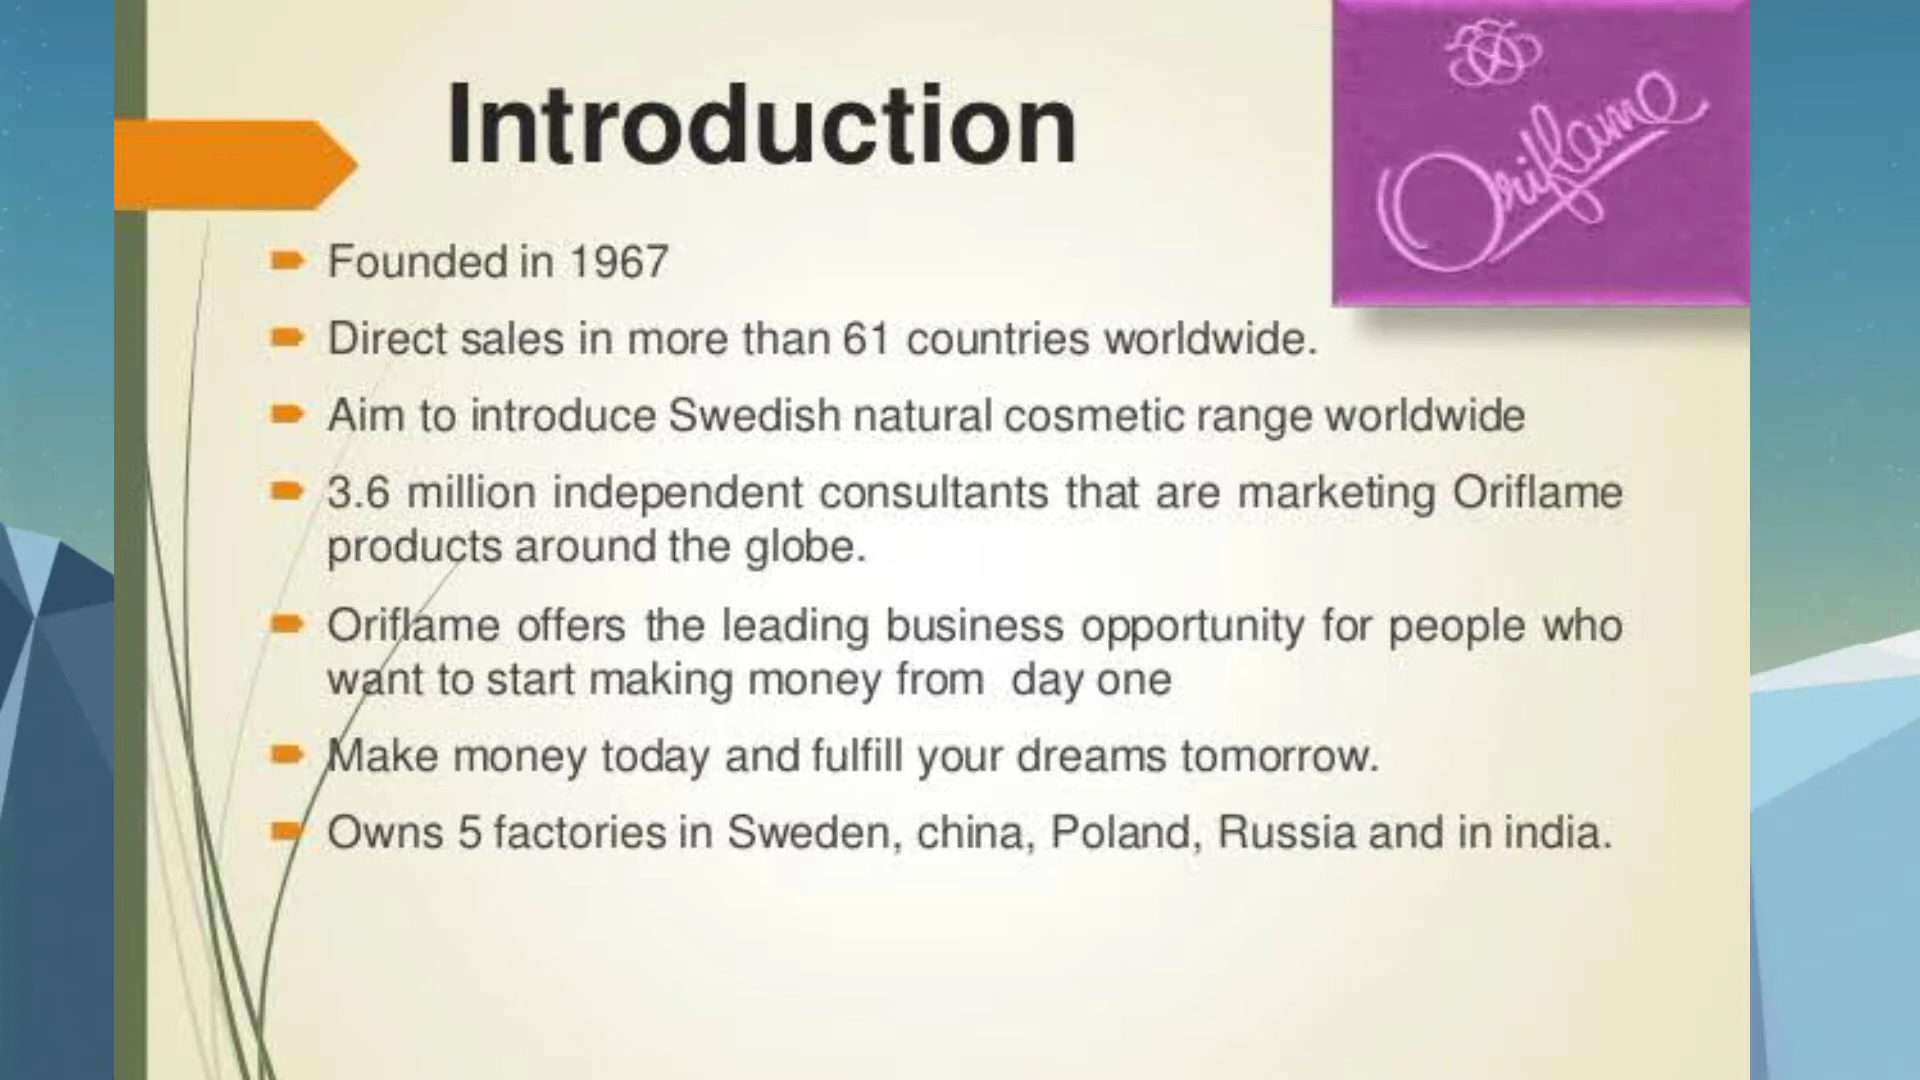 Introduction
Oriflame
Founded in 1967
Direct sales in more than 61 countries worldwide.
Aim to introduce Swedish natural cosmetic range worldwide
3.6 million independent consultants that are marketing Oriflame
products around the globe.
Oriflame offers the leading business opportunity for people who
want to start making money from  day one
Make money today and fulfill your dreams tomorrow.
Owns 5 factories in Sweden, china, Poland, Russia and in india.